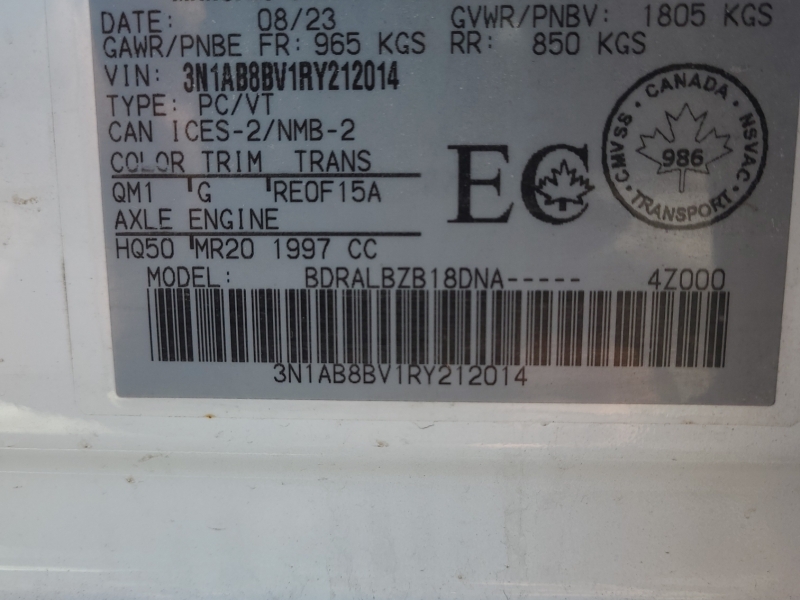 DATE: 08/23 GVWR/PNBV: 1805 KGS
GAWR/PNBE FR: 965 KGS RR: 850 KGS
VIN: 3N1AB8BV1RY212014
TYPE: PC/VT
CAN ICES-2/NMB-2
COLOR TRIM TRANS
QM1 G RE0F15A
AXLE ENGINE
HQ50 MR20 1997 CC
EC
CANADA
CMVSS NSVAC
986
TRANSPORT
MODEL: BDRALBZB18DNA----- 4Z000
3N1AB8BV1RY212014